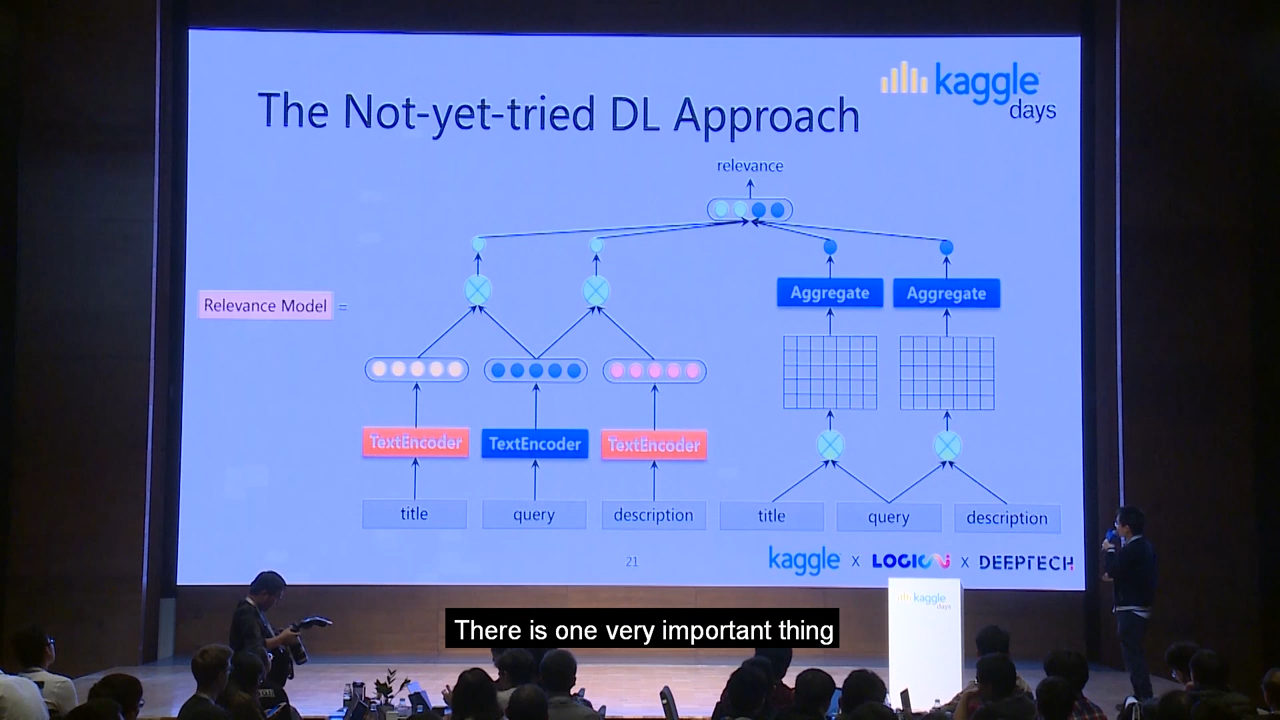 The Not-yet-tried DL Approach
kaggle
days
relevance
Relevance Model =
Aggregate Aggregate
TextEncoder TextEncoder TextEncoder
title query description title query description
21
kaggle x LOGICAI x DEEPTECH
kaggle
days
There is one very important thing